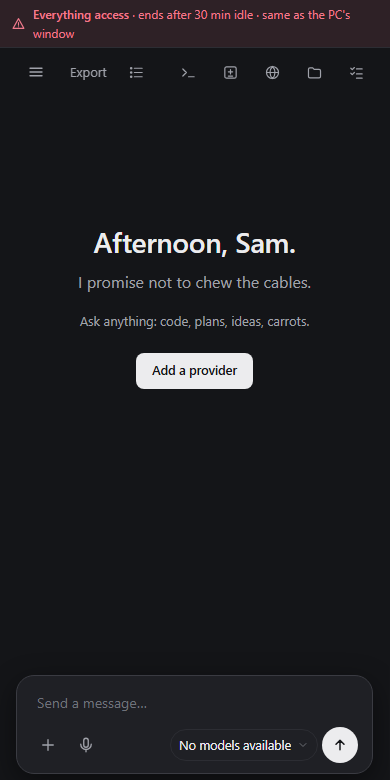 Everything access · ends after 30 min idle · same as the PC's
window
Export
Afternoon, Sam.
I promise not to chew the cables.
Ask anything: code, plans, ideas, carrots.
Add a provider
Send a message...
No models available